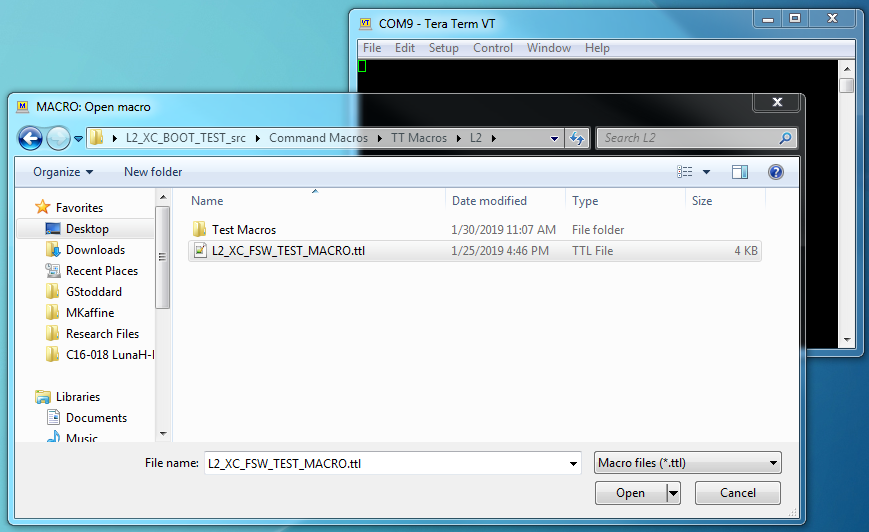 COM9 - Tera Term VT
File Edit Setup Control Window Help
MACRO: Open macro
L2_XC_BOOT_TEST_src Command Macros TT Macros L2
Search L2
Organize New folder
Name Date modified Type Size
Favorites
Desktop
Downloads
Recent Places
GStoddard
MKaffine
Research Files
C16-018 LunaH-
Libraries
Documents
Music
Test Macros 1/30/2019 11:07 AM File folder
L2_XC_FSW_TEST_MACRO.ttl 1/25/2019 4:46 PM TTL File 4 KB
File name: L2_XC_FSW_TEST_MACRO.ttl Macro files (*.ttl)
Open Cancel